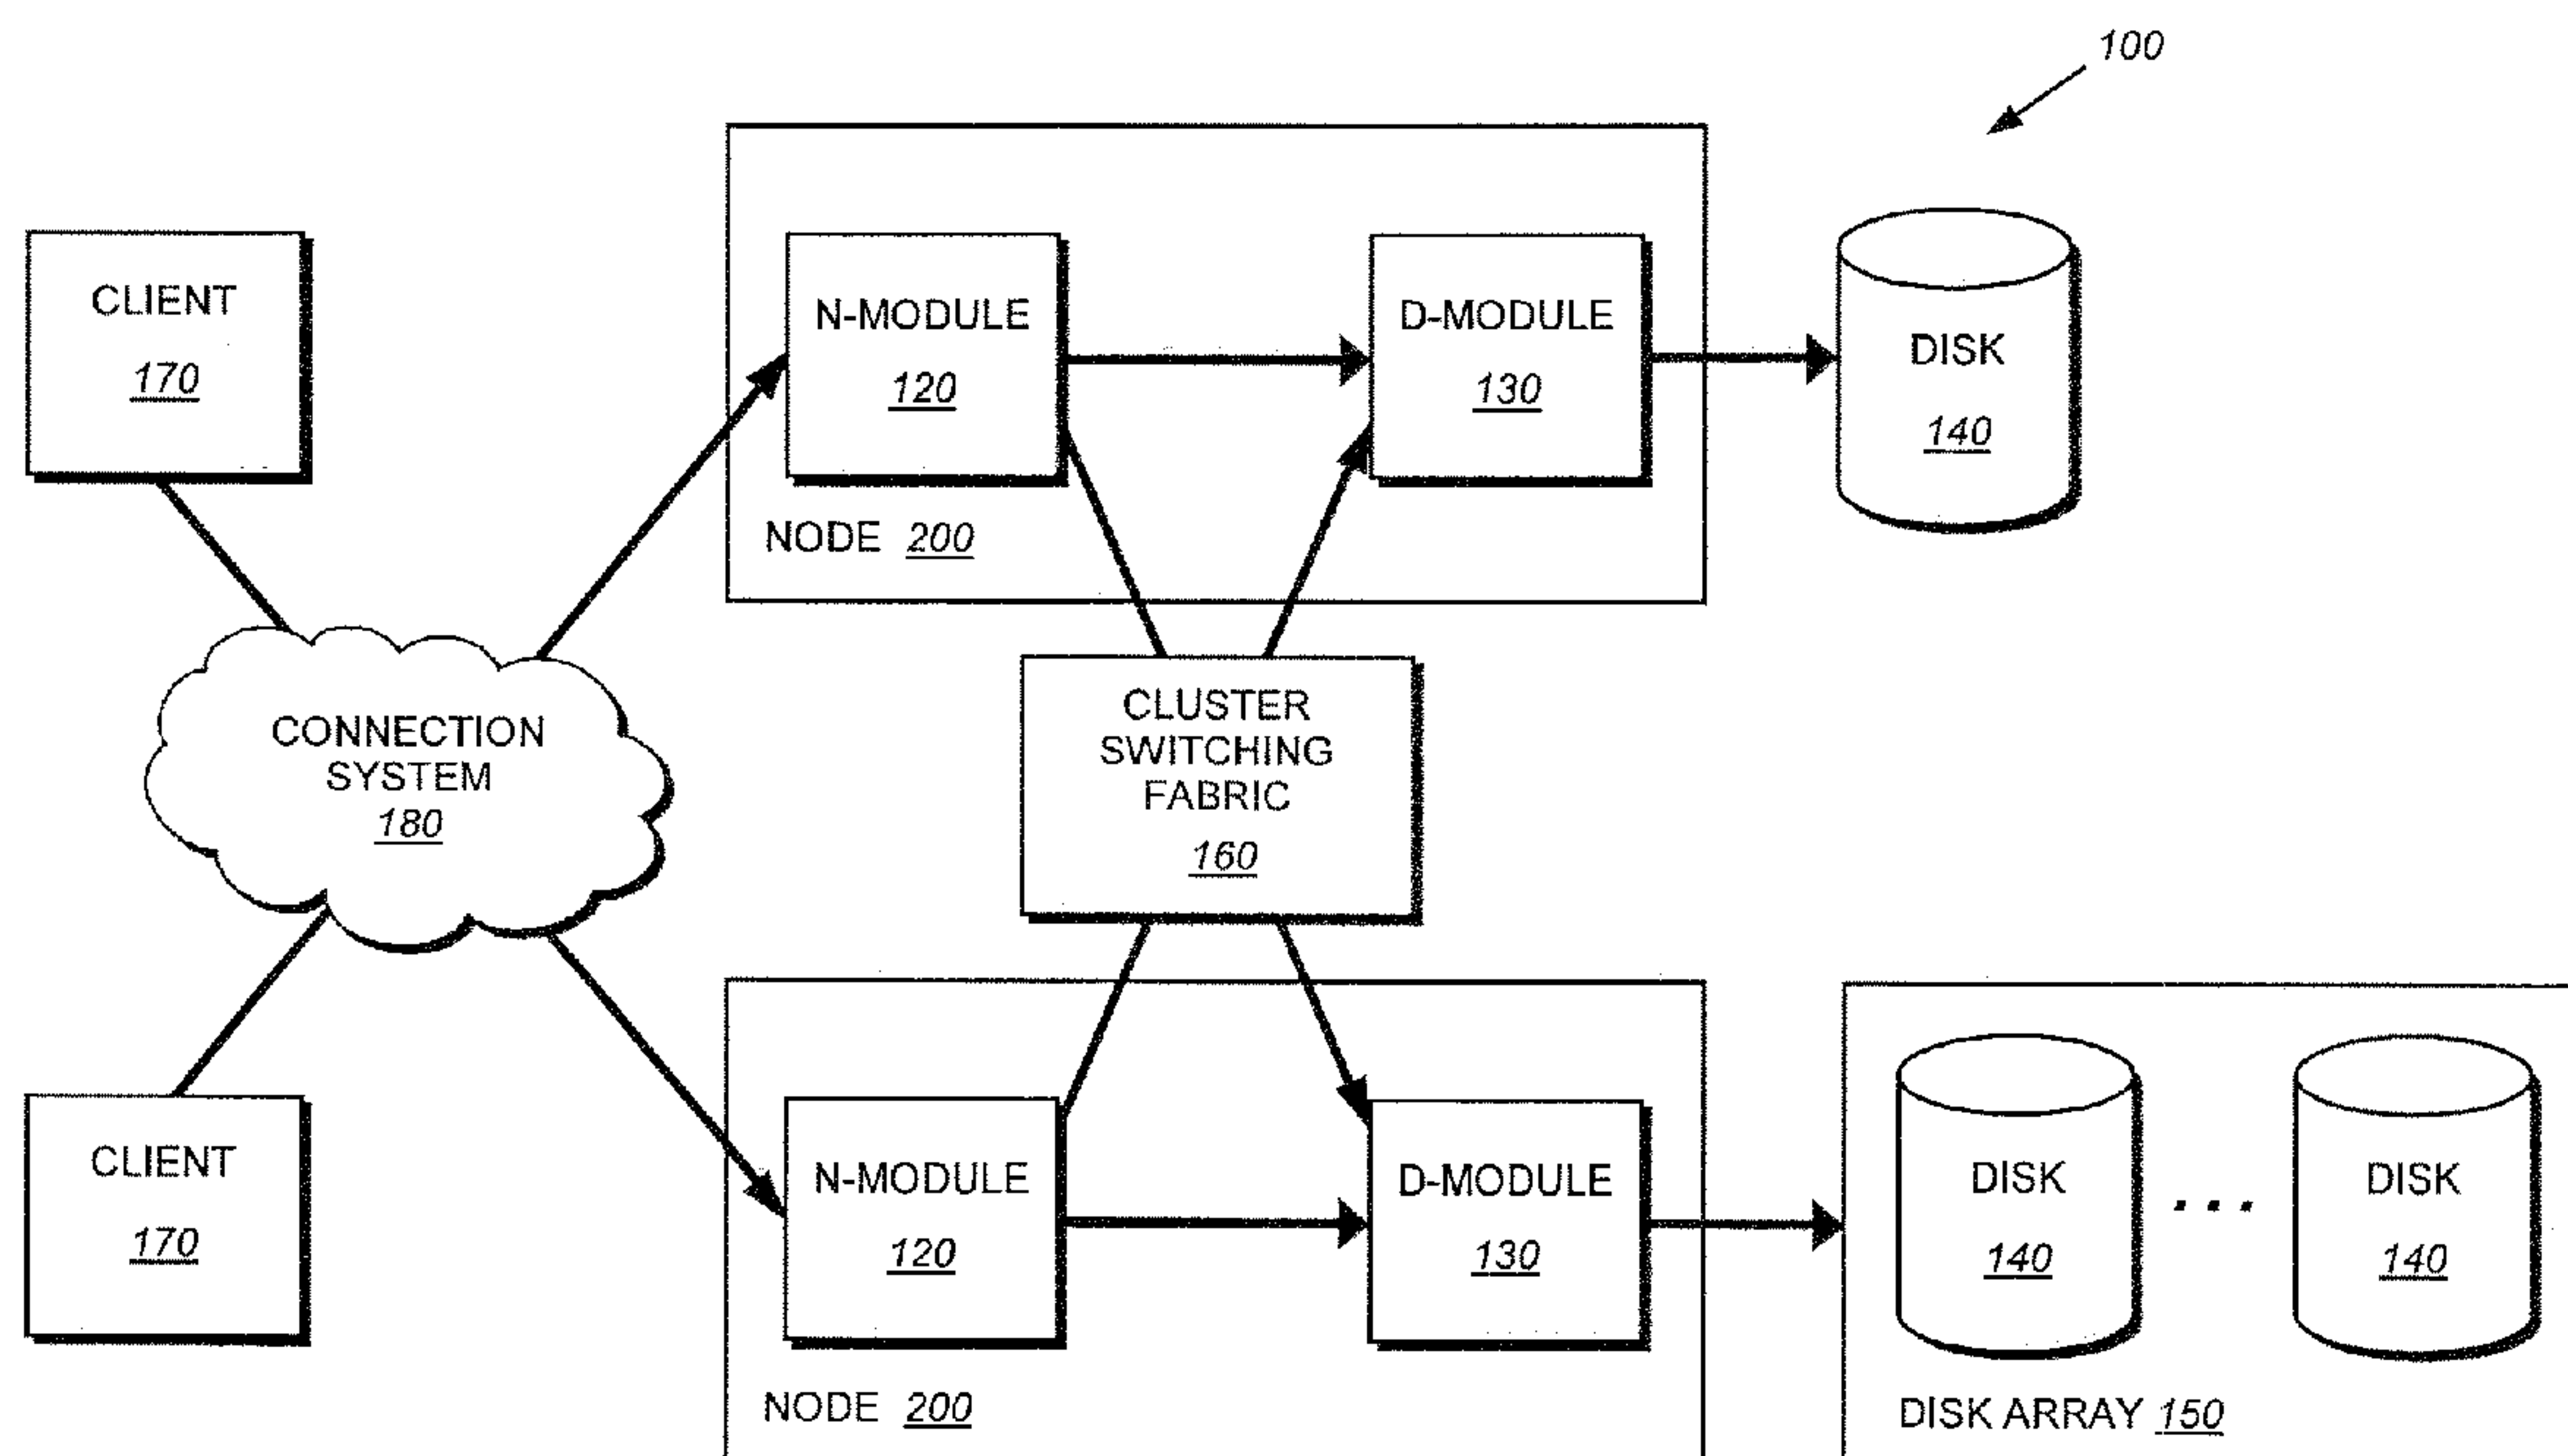 100
CLIENT
170
N-MODULE
120
D-MODULE
130
DISK
140
NODE 200
CONNECTION
SYSTEM
180
CLUSTER
SWITCHING
FABRIC
160
CLIENT
170
N-MODULE
120
D-MODULE
130
NODE 200
DISK
140
...
DISK
140
DISK ARRAY 150